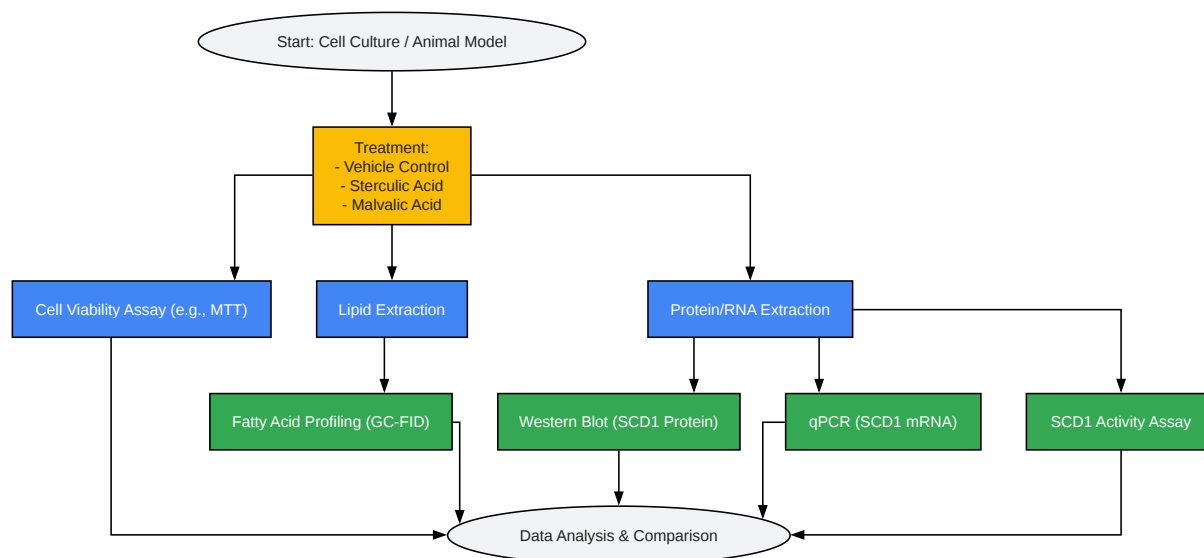 Start: Cell Culture / Animal Model
Treatment:
- Vehicle Control
- Sterculic Acid
- Malvalic Acid
Cell Viability Assay (e.g., MTT)
Lipid Extraction
Protein/RNA Extraction
Fatty Acid Profiling (GC-FID)
Western Blot (SCD1 Protein)
qPCR (SCD1 mRNA)
SCD1 Activity Assay
Data Analysis & Comparison